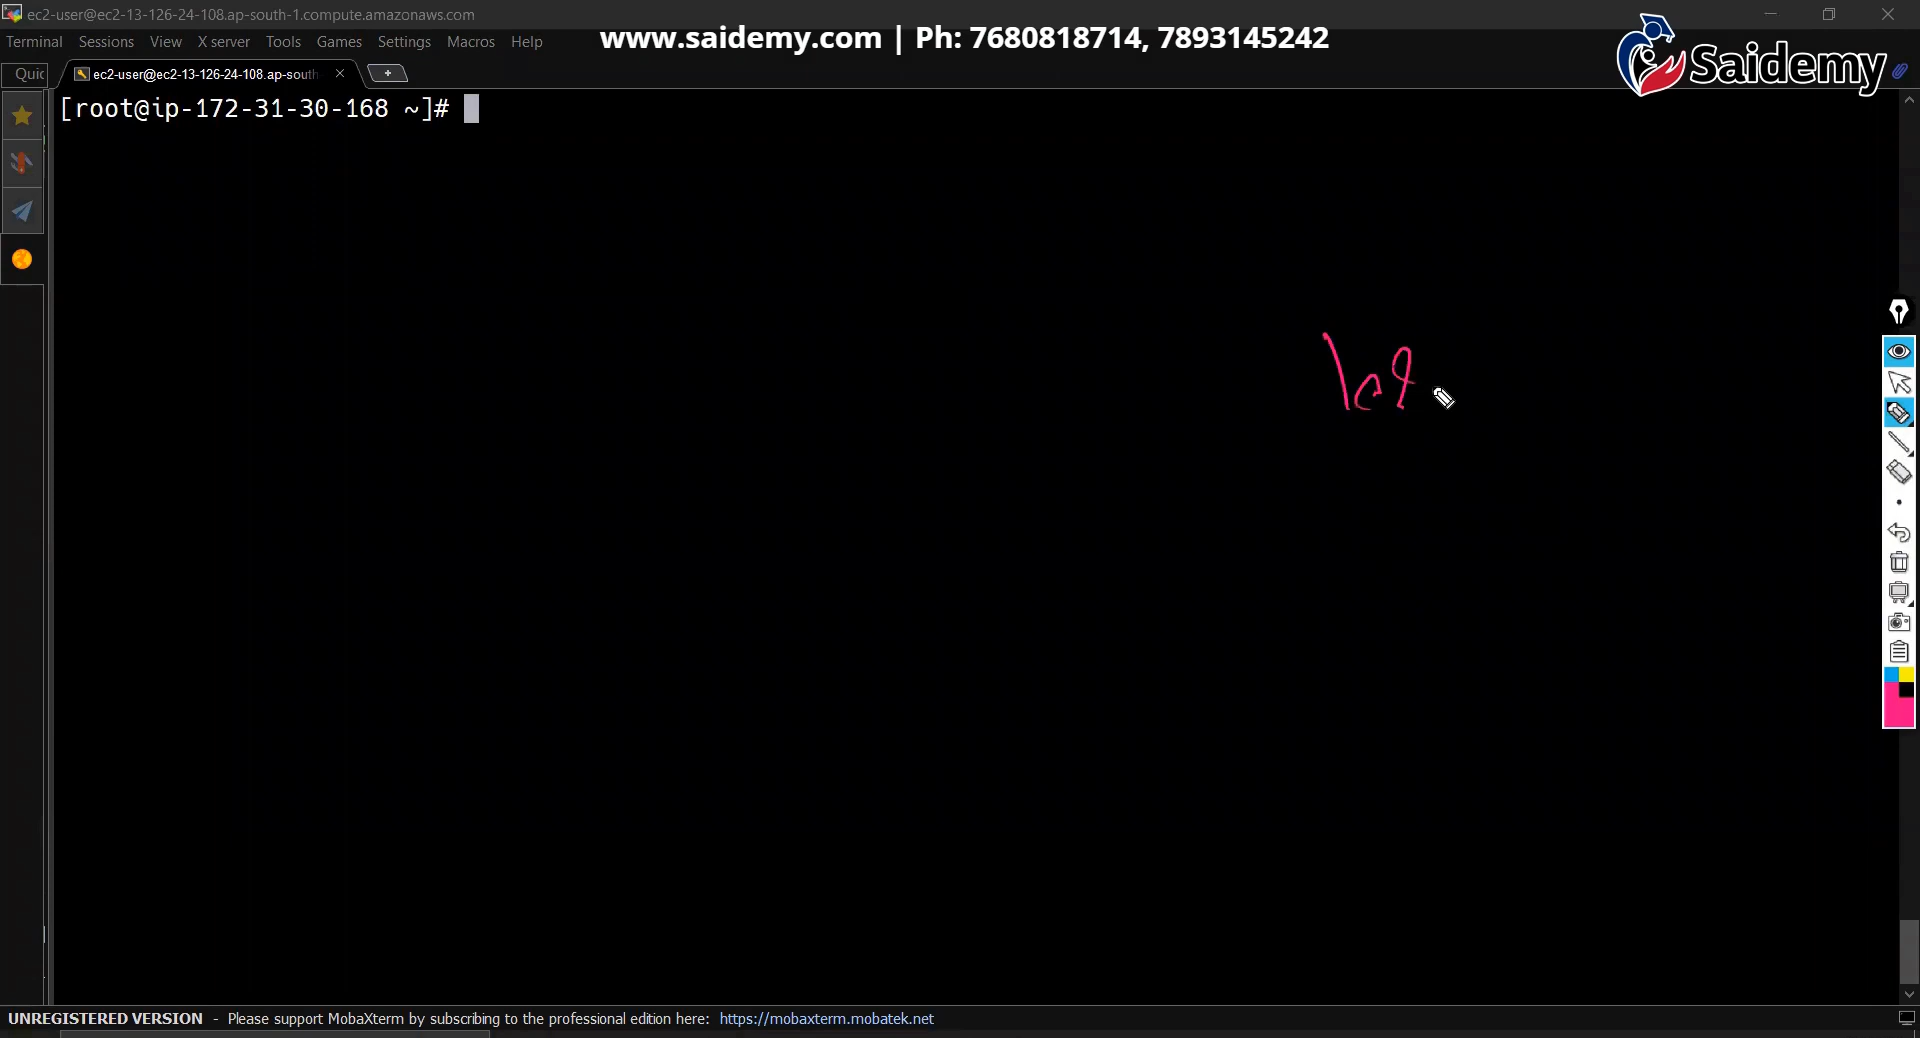 ec2-user@ec2-13-126-24-108.ap-south-1.compute.amazonaws.com
Terminal Sessions View X server Tools Games Settings Macros Help
www.saidemy.com | Ph: 7680818714, 7893145242
Saidemy
Quic
ec2-user@ec2-13-126-24-108.ap-south-
[root@ip-172-31-30-168 ~]#
UNREGISTERED VERSION - Please support MobaXterm by subscribing to the professional edition here: https://mobaxterm.mobatek.net